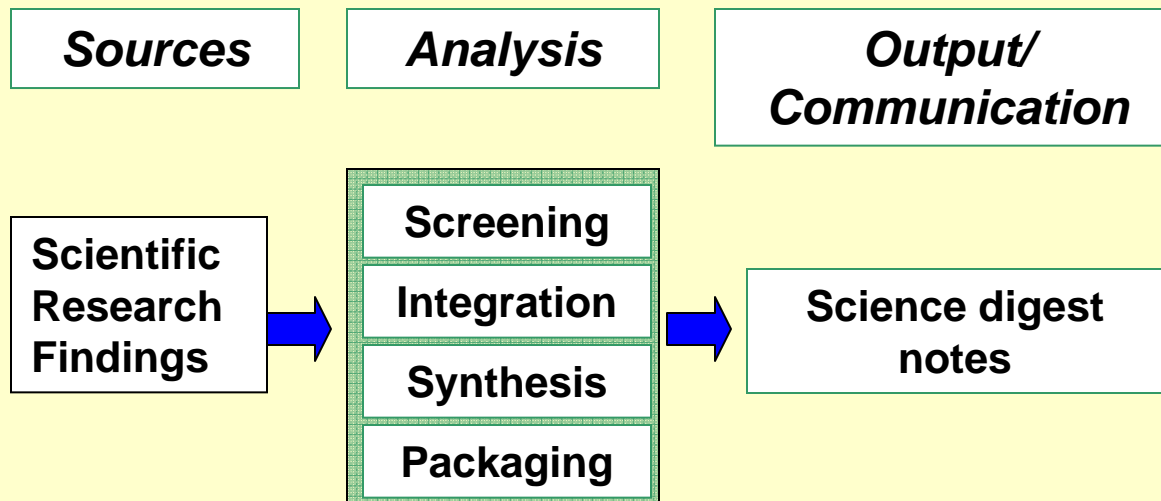 Sources
Analysis
Output/
Communication
Scientific
Research
Findings
Screening
Integration
Synthesis
Packaging
Science digest
notes